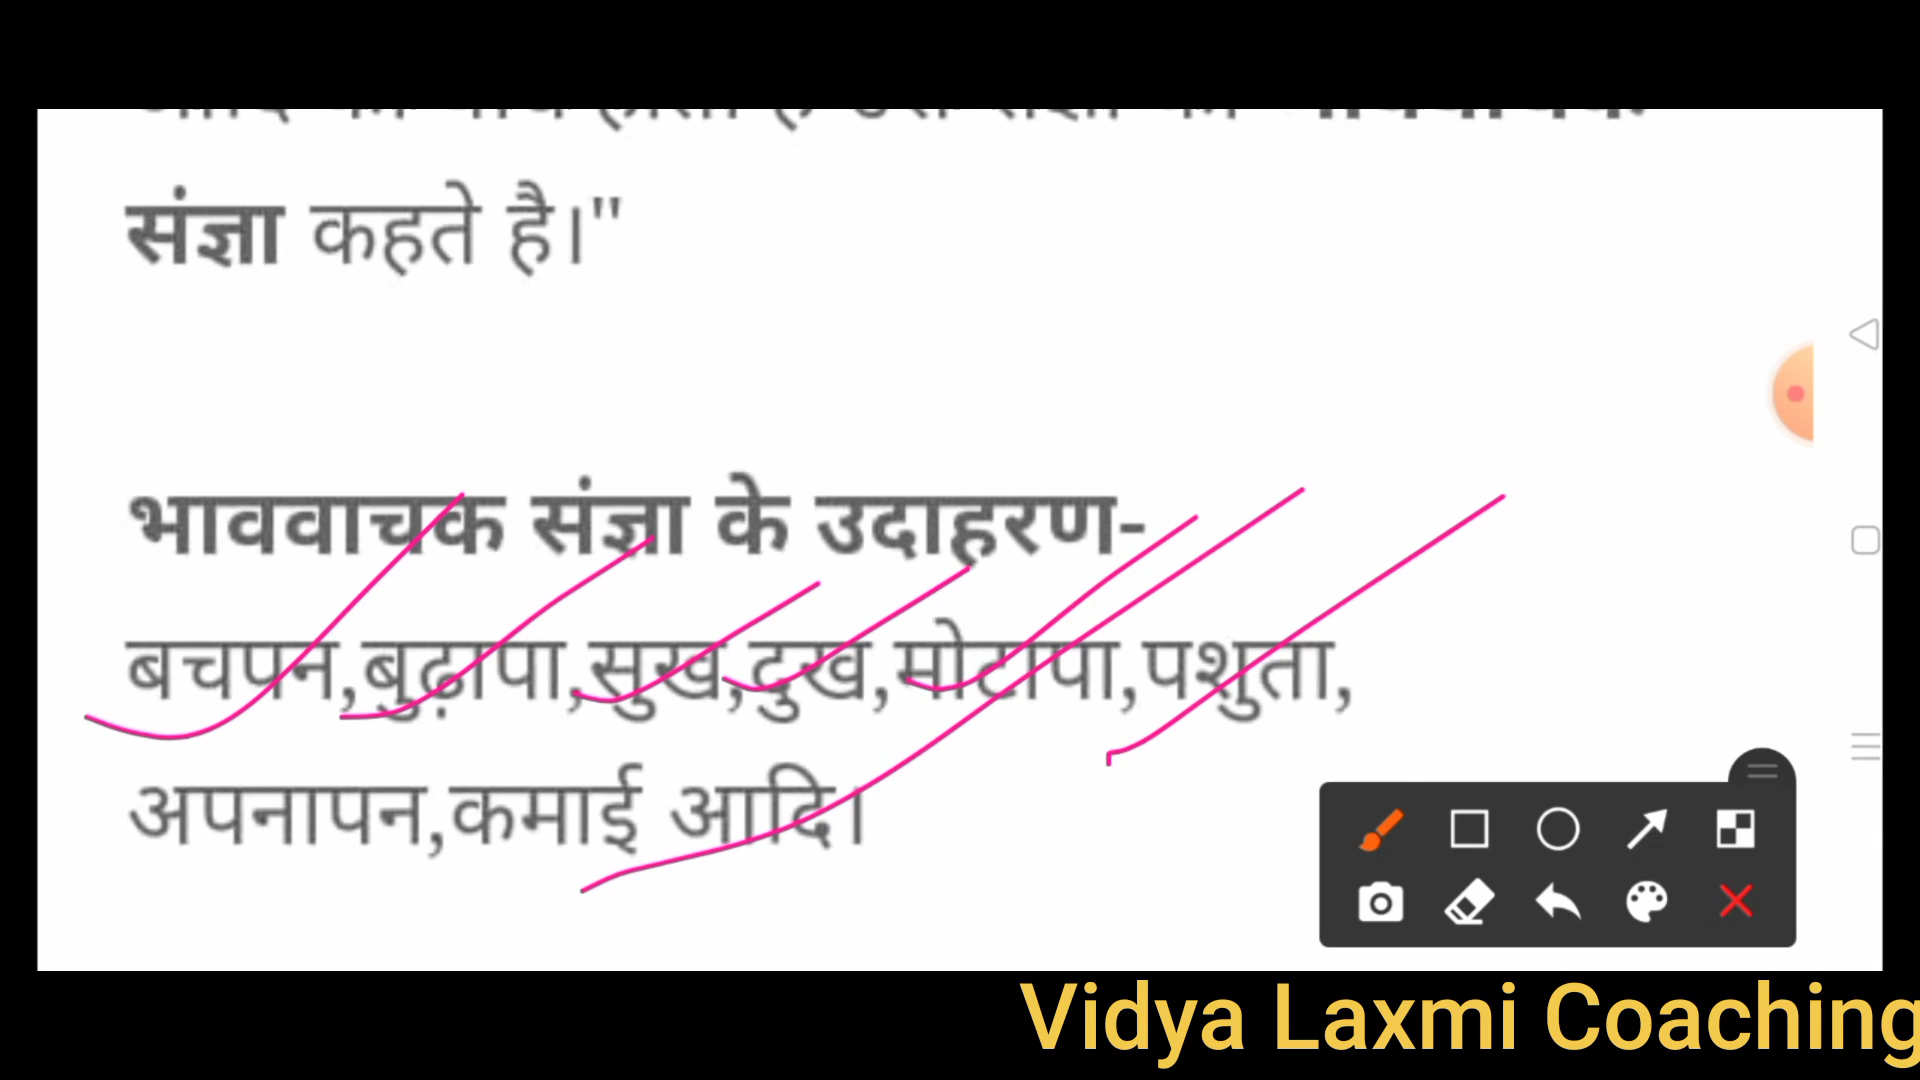 संज्ञा कहते है।"
भाववाचक संज्ञा के उदाहरण-
बचपन,बुढ़ापा,सुख,दुख,मोटापा,पशुता,
अपनापन,कमाई आदि।
Vidya Laxmi Coaching